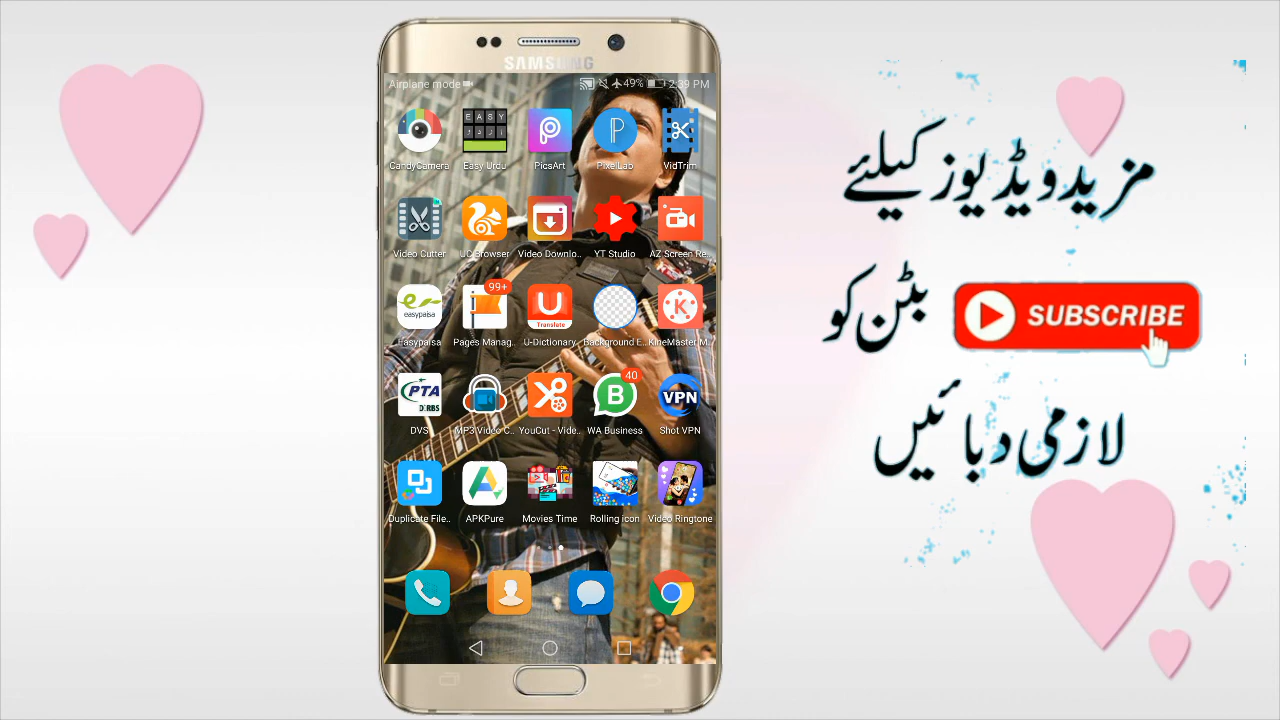 SAMSUNG
Airplane mode 49% 2:39 PM
EASY
CandyCamera Easy Urdu PicsArt PixelLab VidTrim
Video Cutter UC Browser Video Downlo.. YT Studio AZ Screen Re..
easypaisa 99+ U Translate K
Easypaisa Pages Manag.. U-Dictionary Background E.. KineMaster M
PTA DIRBS 40 B VPN
DVS MP3 Video C.. YouCut - Vide.. WA Business Shot VPN
Duplicate File.. APKPure Movies Time Rolling icon Video Ringtone
مزید ویڈیوز کیلئے
SUBSCRIBE بٹن کو
لازمی دبائیں